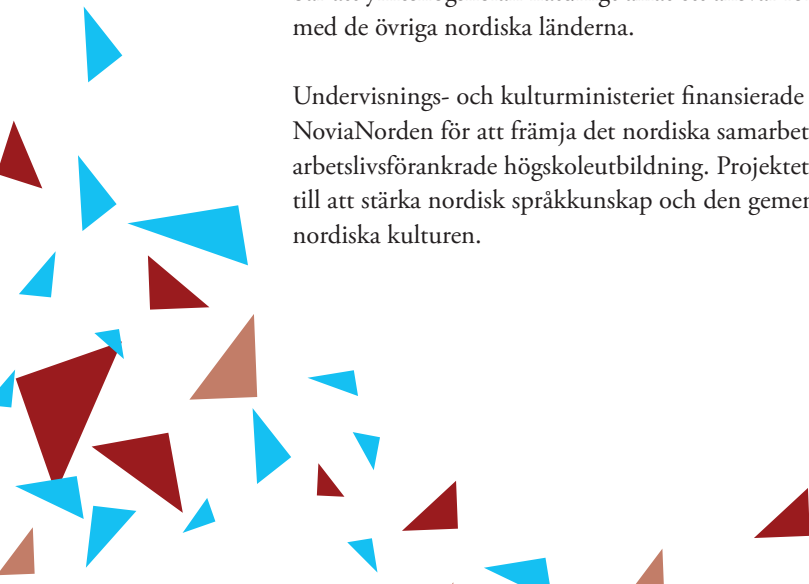 med de övriga nordiska länderna.
Undervisnings- och kulturministeriet finansierade
NoviaNorden för att främja det nordiska samarbet
arbetslivsförankrade högskoleutbildning. Projektet
till att stärka nordisk språkkunskap och den gemen
nordiska kulturen.